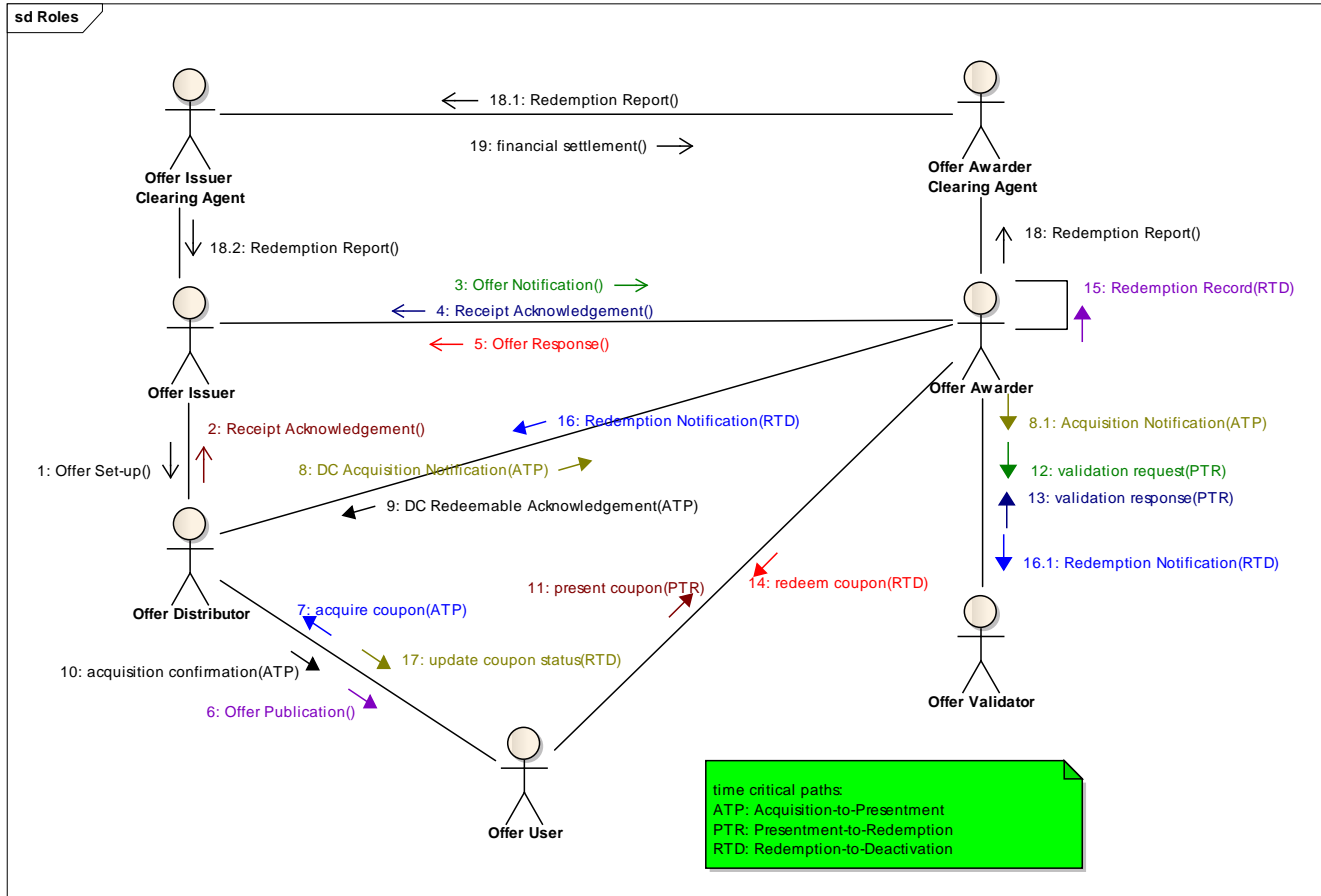 sd Roles
18.1: Redemption Report()
19: financial settlement()
Offer Issuer
Clearing Agent
Offer Awarder
Clearing Agent
18.2: Redemption Report()
18: Redemption Report()
3: Offer Notification()
15: Redemption Record(RTD)
4: Receipt Acknowledgement()
5: Offer Response()
Offer Issuer
Offer Awarder
16: Redemption Notification(RTD)
8.1: Acquisition Notification(ATP)
2: Receipt Acknowledgement()
1: Offer Set-up()
8: DC Acquisition Notification(ATP)
12: validation request(PTR)
13: validation response(PTR)
9: DC Redeemable Acknowledgement(ATP)
16.1: Redemption Notification(RTD)
11: present coupon(PTR)
14: redeem coupon(RTD)
Offer Distributor
7: acquire coupon(ATP)
17: update coupon status(RTD)
10: acquisition confirmation(ATP)
6: Offer Publication()
Offer Validator
Offer User
time critical paths:
ATP: Acquisition-to-Presentment
PTR: Presentment-to-Redemption
RTD: Redemption-to-Deactivation